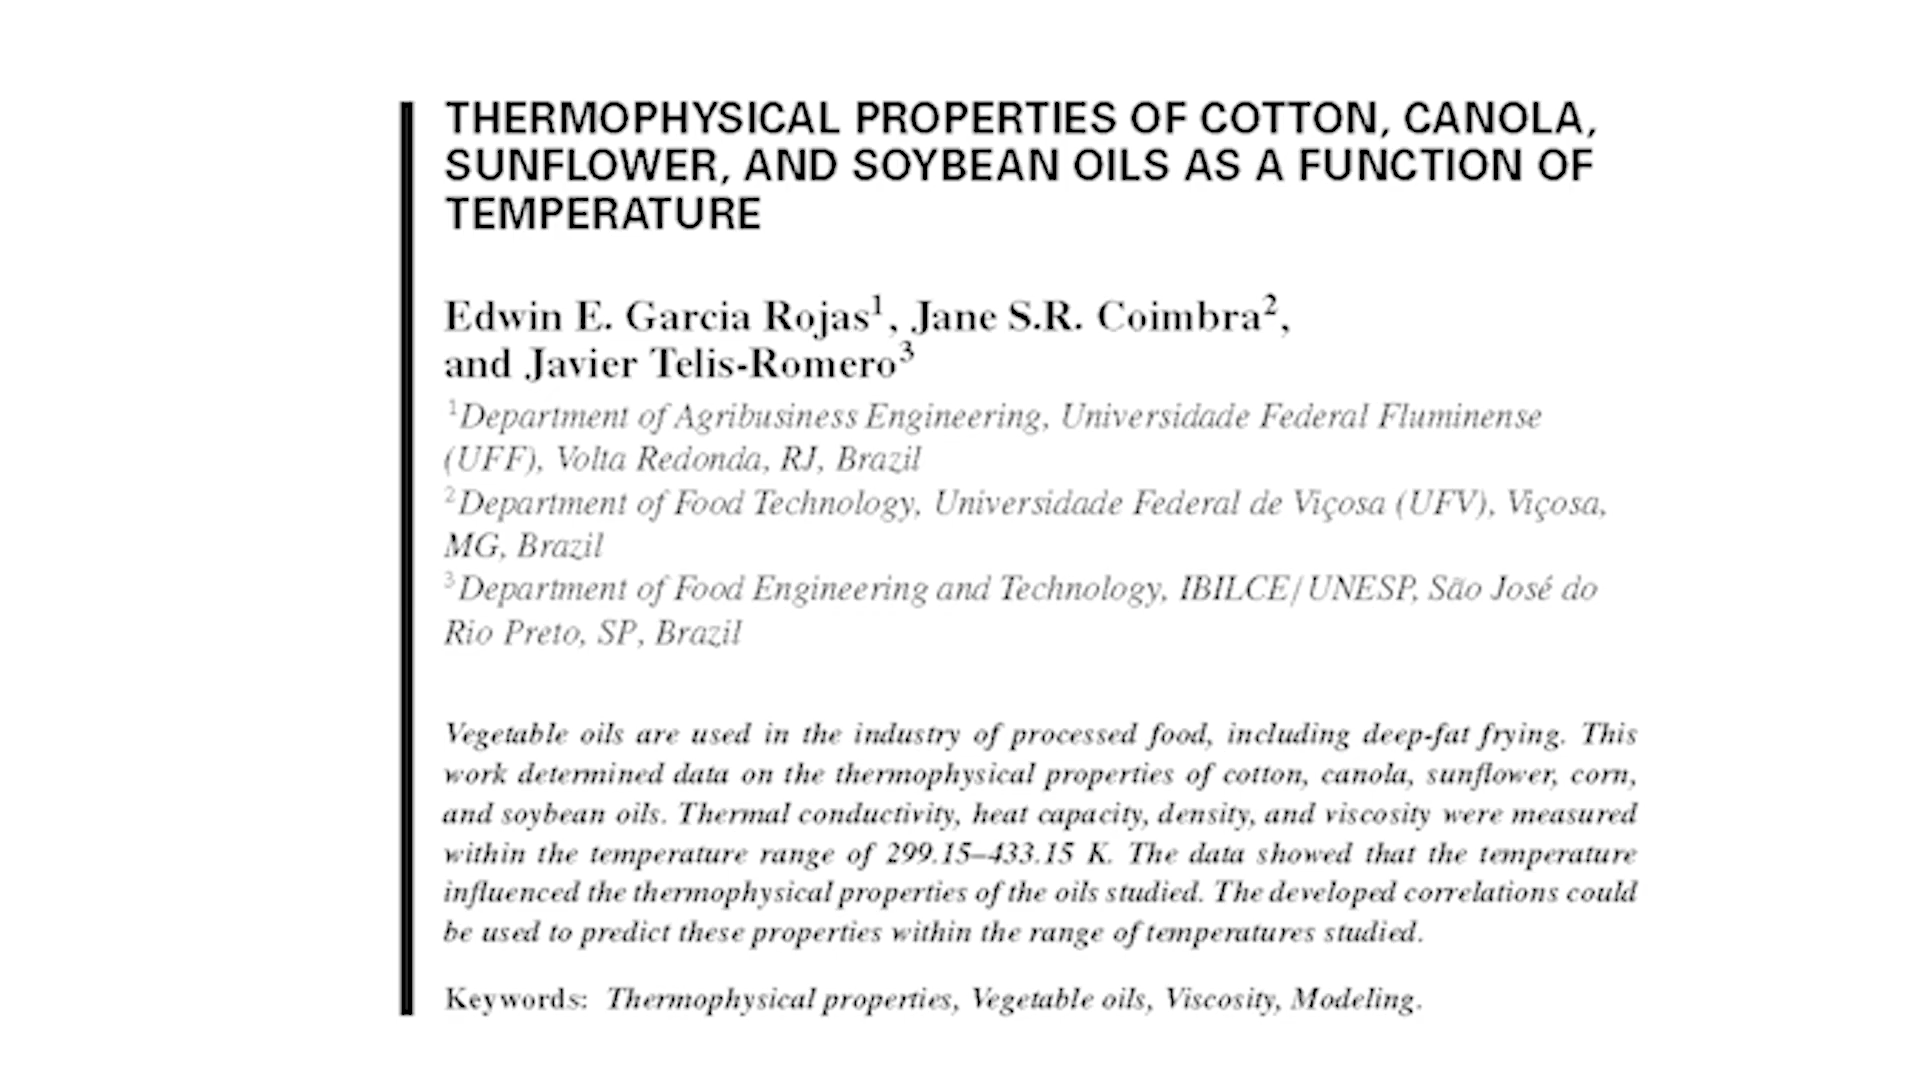 THERMOPHYSICAL PROPERTIES OF COTTON, CANOLA,
SUNFLOWER, AND SOYBEAN OILS AS A FUNCTION OF
TEMPERATURE
Edwin E. Garcia Rojas¹, Jane S.R. Coimbra²,
and Javier Telis-Romero³
¹Department of Agribusiness Engineering, Universidade Federal Fluminense
(UFF), Volta Redonda, RJ, Brazil
²Department of Food Technology, Universidade Federal de Viçosa (UFV), Viçosa,
MG, Brazil
³Department of Food Engineering and Technology, IBILCE/UNESP, São José do
Rio Preto, SP, Brazil
Vegetable oils are used in the industry of processed food, including deep-fat frying. This
work determined data on the thermophysical properties of cotton, canola, sunflower, corn,
and soybean oils. Thermal conductivity, heat capacity, density, and viscosity were measured
within the temperature range of 299.15–433.15 K. The data showed that the temperature
influenced the thermophysical properties of the oils studied. The developed correlations could
be used to predict these properties within the range of temperatures studied.
Keywords: Thermophysical properties, Vegetable oils, Viscosity, Modeling.